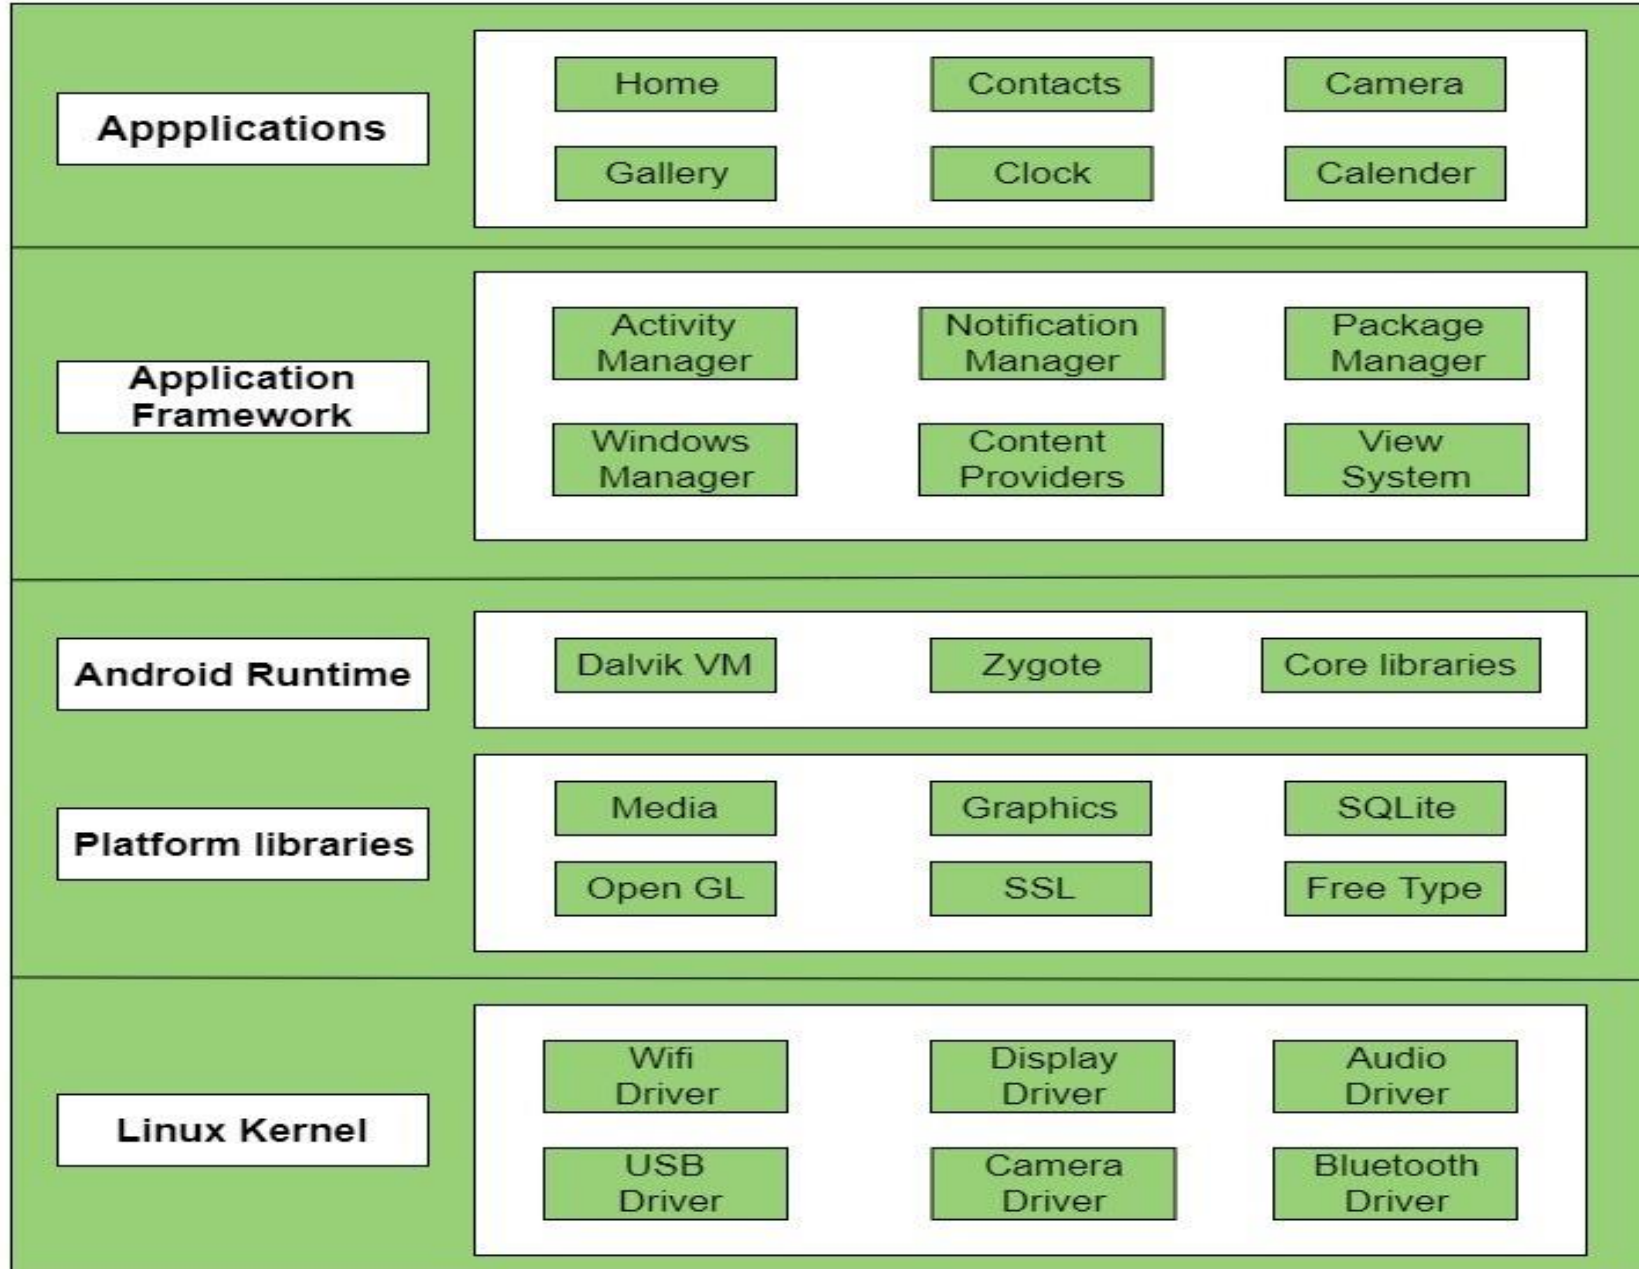 Appplications
Home
Contacts
Camera
Gallery
Clock
Calender
Application
Framework
Activity
Manager
Notification
Manager
Package
Manager
Windows
Manager
Content
Providers
View
System
Android Runtime
Dalvik VM
Zygote
Core libraries
Platform libraries
Media
Graphics
SQLite
Open GL
SSL
Free Type
Linux Kernel
Wifi
Driver
Display
Driver
Audio
Driver
USB
Driver
Camera
Driver
Bluetooth
Driver